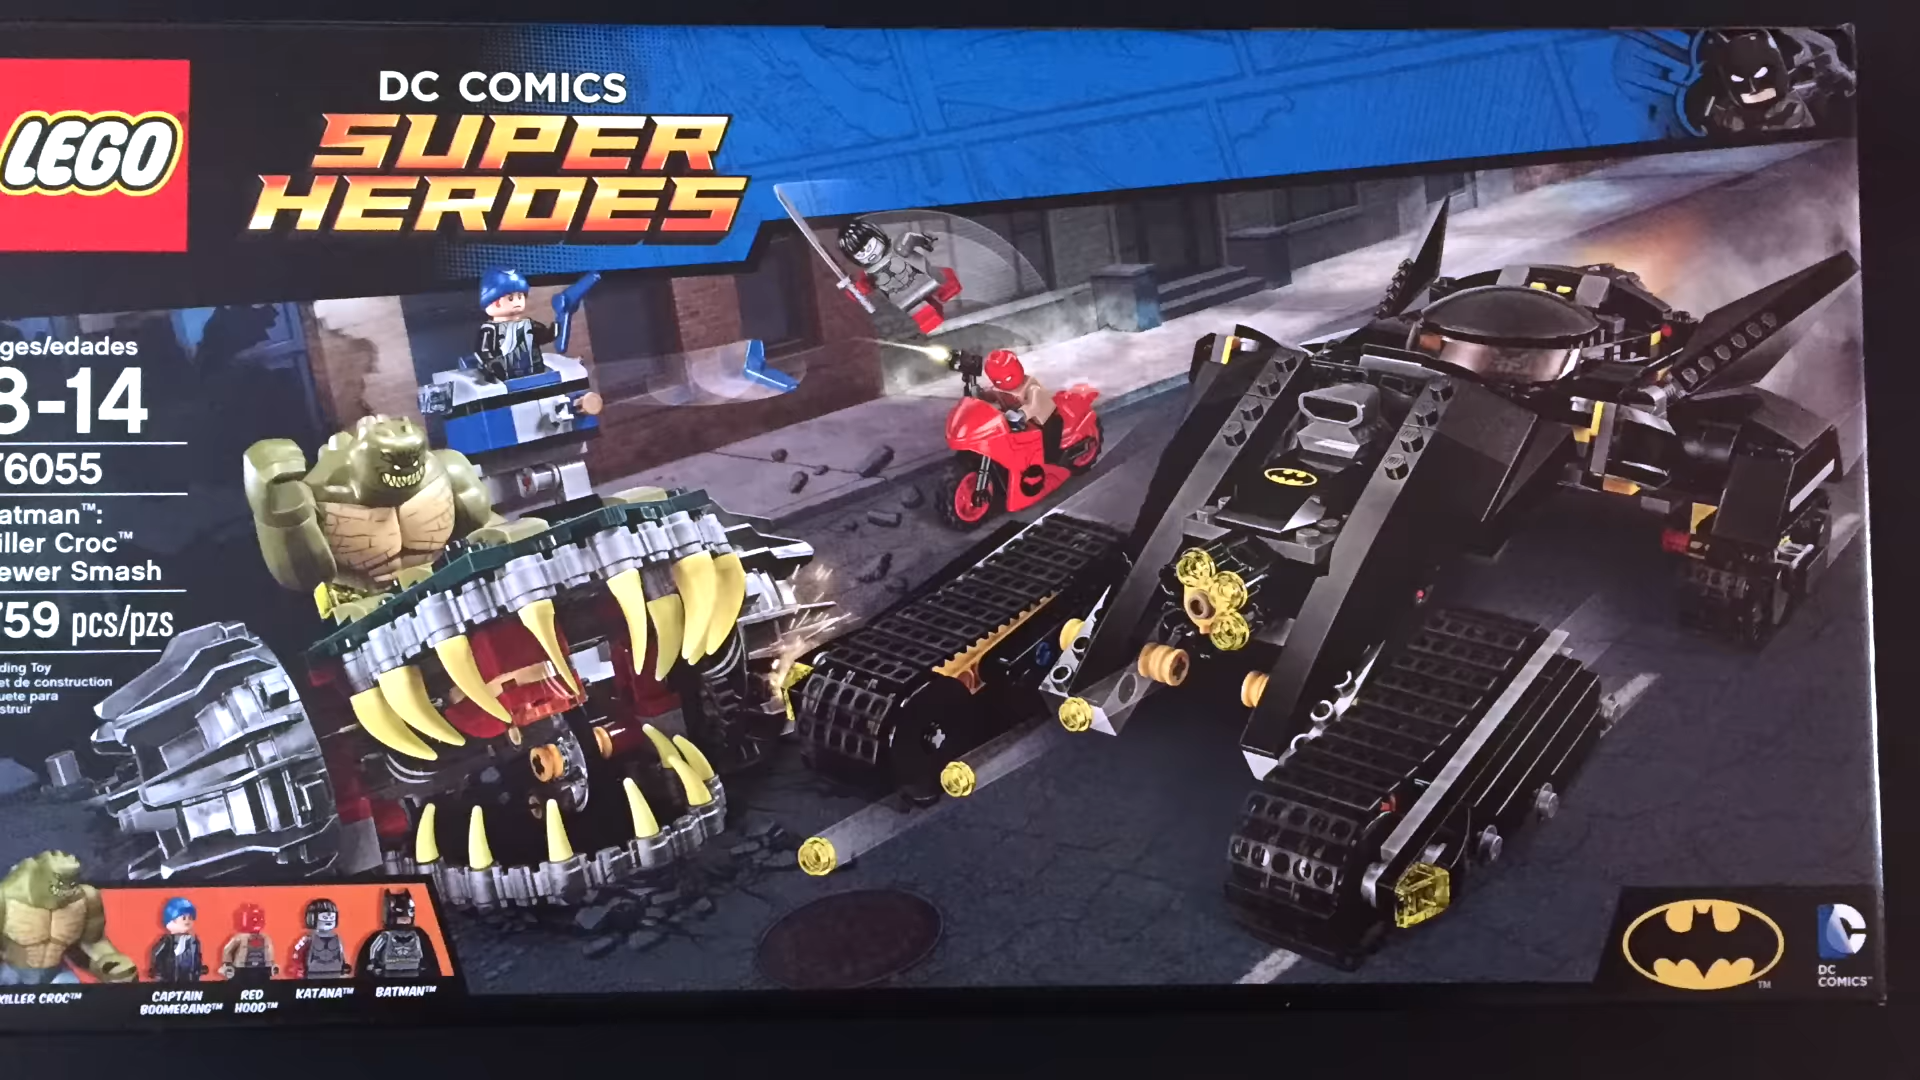 LEGO
DC COMICS
SUPER
HEROES
ges/edades
8-14
76055
atman™:
iller Croc™
ewer Smash
759 pcs/pzs
ding Toy
et de construction
uete para
struir
KILLER CROC™
CAPTAIN
BOOMERANG™
RED
HOOD™
KATANA™
BATMAN™
TM
DC
COMICS™